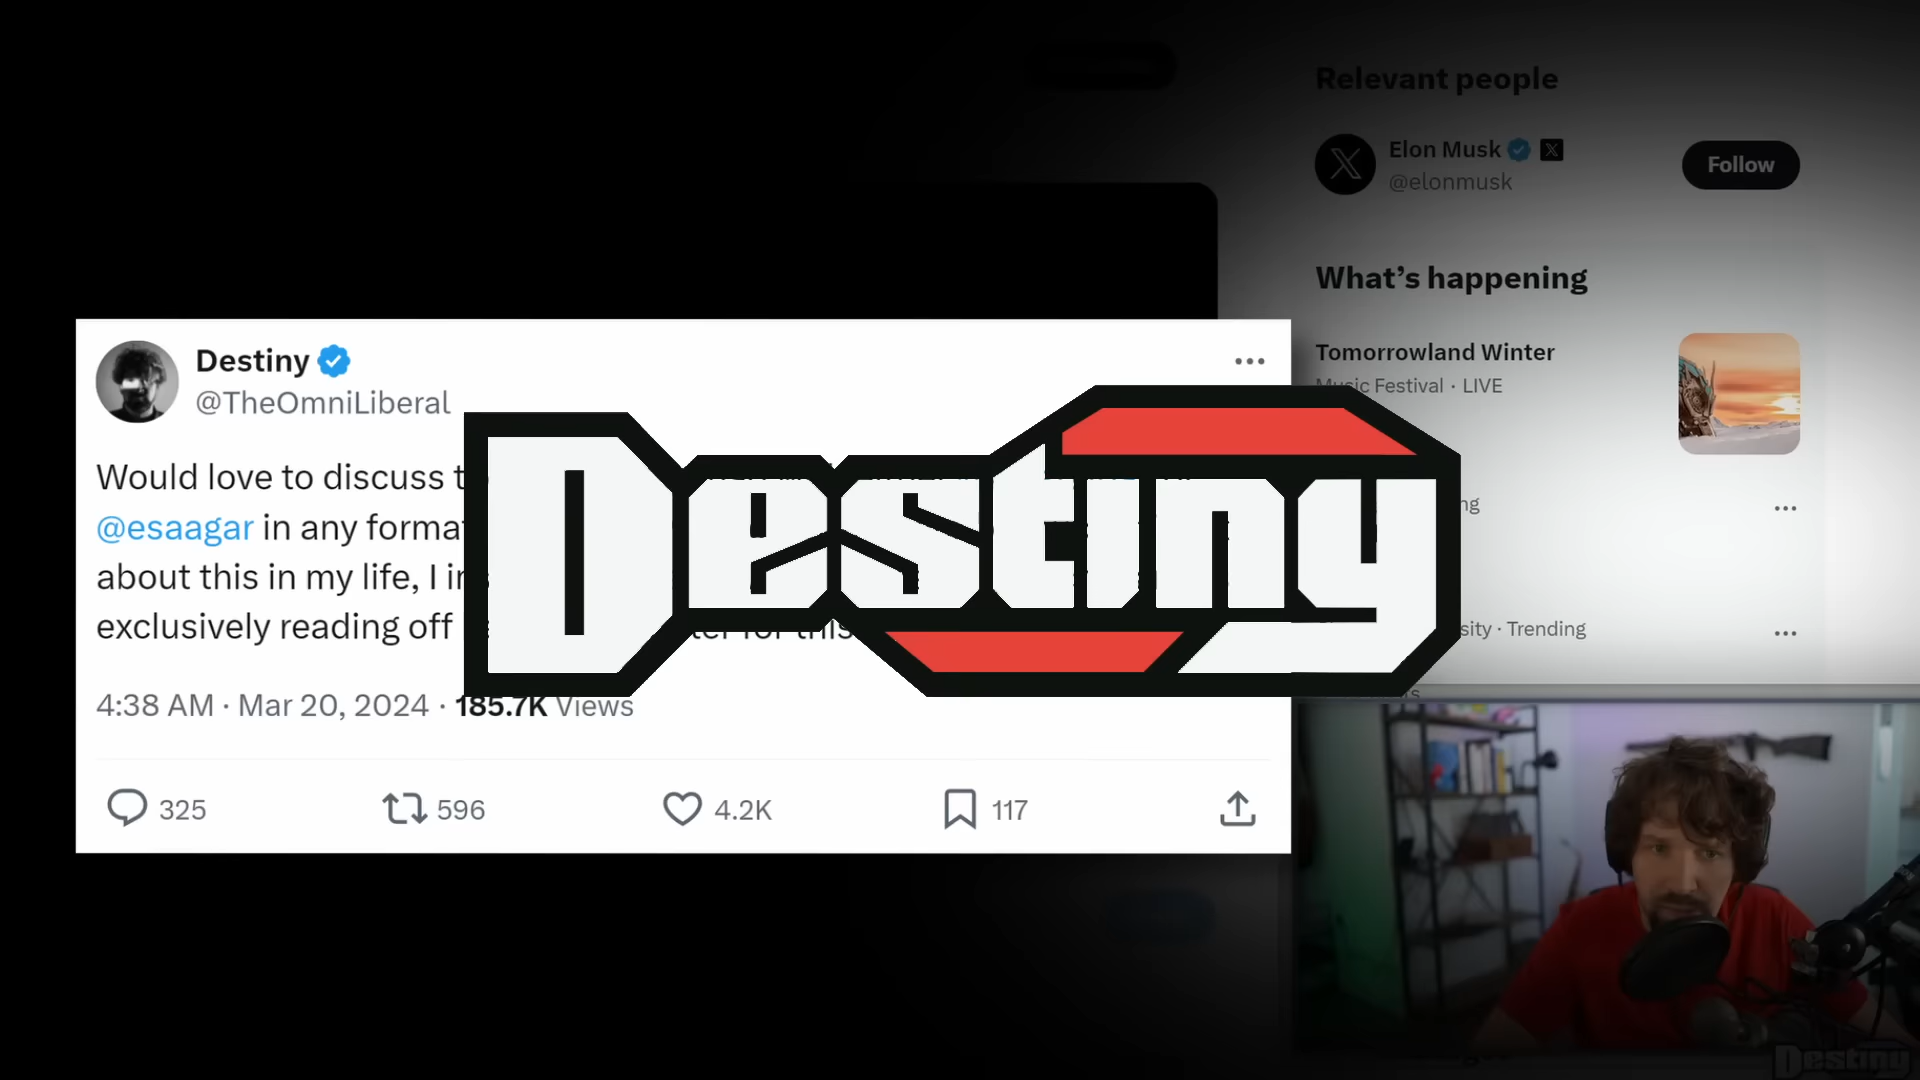 Relevant people
Elon Musk
@elonmusk
Follow
What's happening
Tomorrowland Winter
Music Festival · LIVE
Destiny
@TheOmniLiberal
Would love to discuss
@esaagar in any
about this in my life, I
exclusively reading off for this
4:38 AM · Mar 20, 2024 · 185.7K Views
325
596
4.2K
117
Destiny
· Trending
Destiny